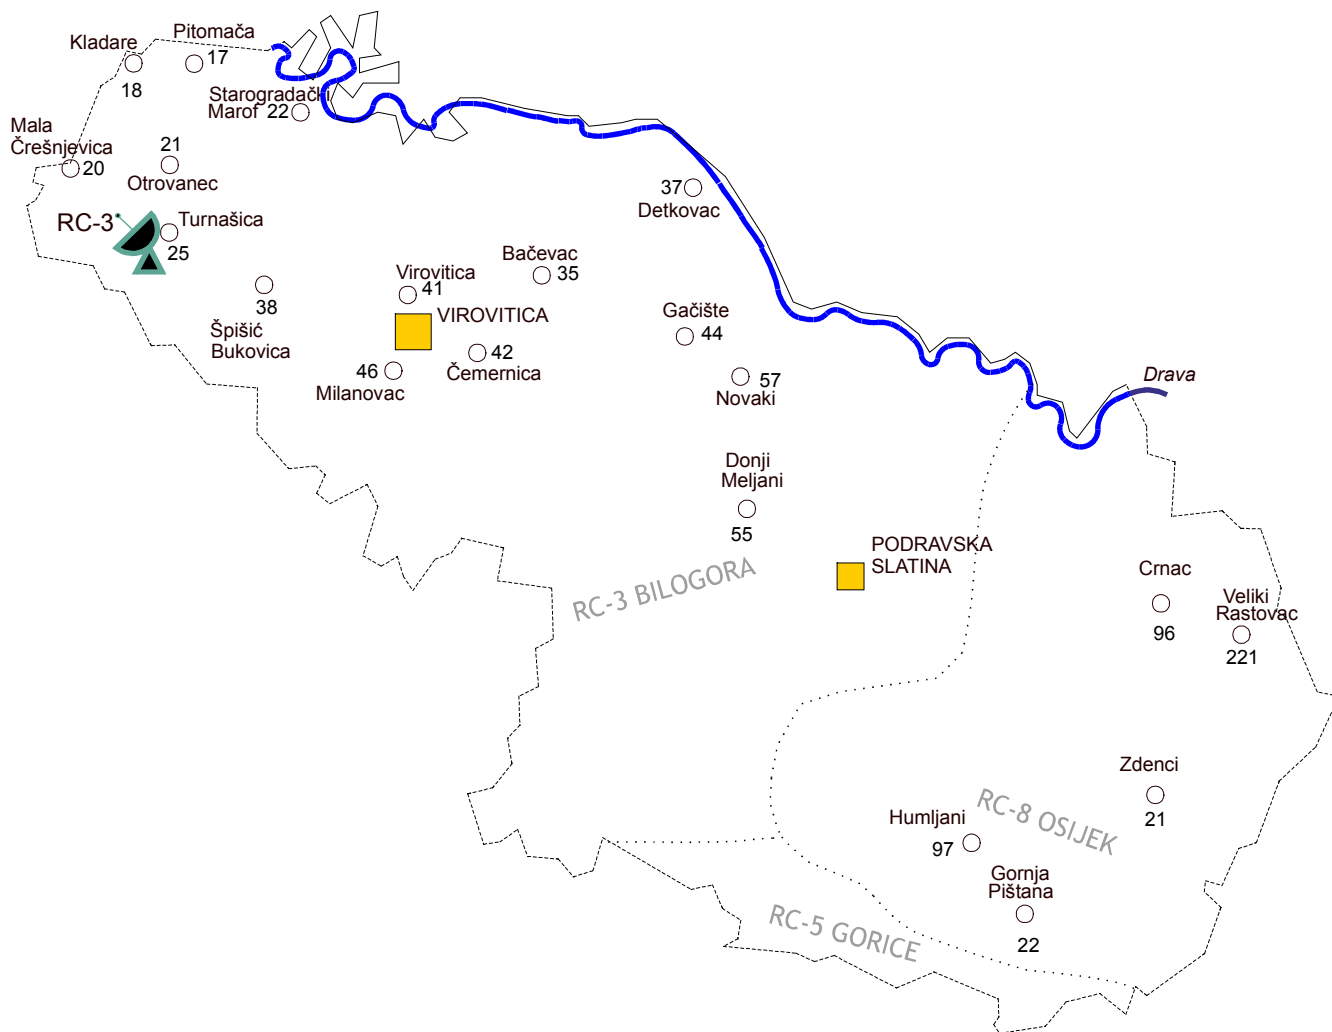 Kladare
18
Pitomača
17
Starogradački
Marof 22
Mala
Črešnjevica
20
21
Otrovanec
RC-3
Turnašica
25
37
Detkovac
Bačevac
35
Virovitica
41
VIROVITICA
38
Špišić
Bukovica
Gačište
44
42
Čemernica
46
Milanovac
57
Novaki
Drava
Donji
Meljani
55
PODRAVSKA
SLATINA
RC-3 BILOGORA
Crnac
96
Veliki
Rastovac
221
Zdenci
21
RC-8 OSIJEK
Humljani
97
Gornja
Pištana
22
RC-5 GORICE